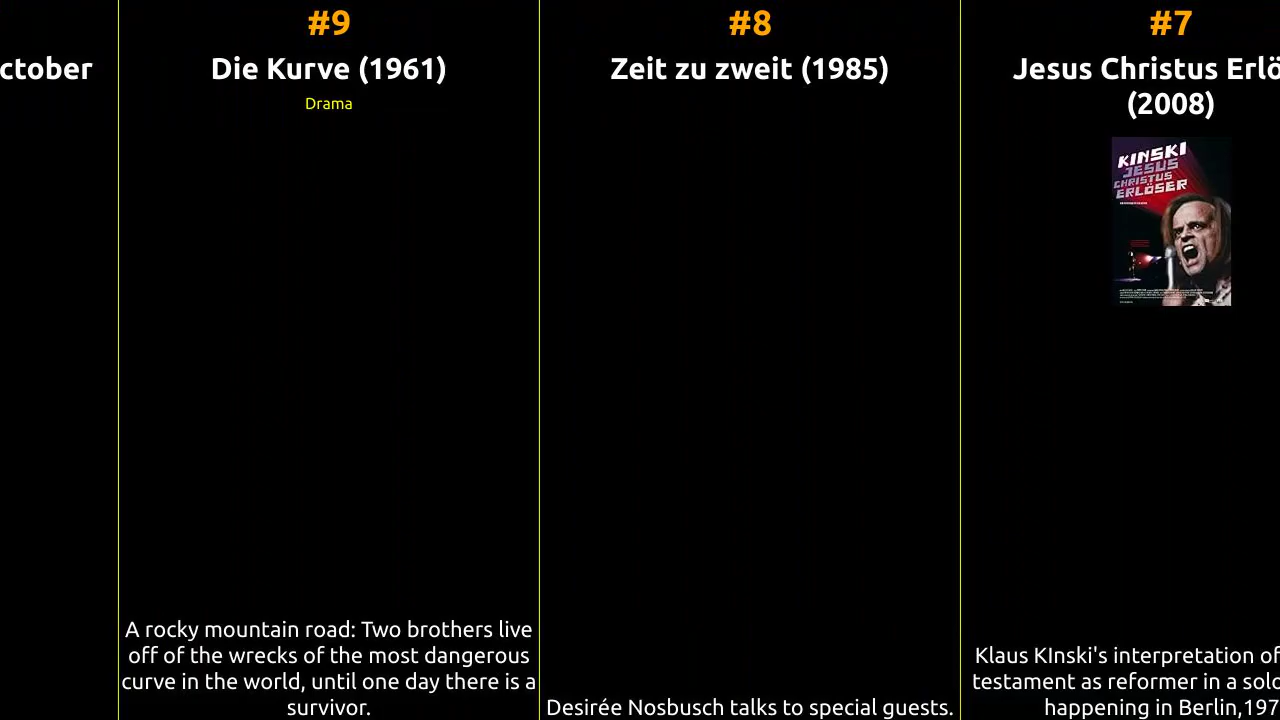 ctober
#9
Die Kurve (1961)
Drama
A rocky mountain road: Two brothers live
off of the wrecks of the most dangerous
curve in the world, until one day there is a
survivor.
#8
Zeit zu zweit (1985)
Desirée Nosbusch talks to special guests.
#7
Jesus Christus Erlö
(2008)
KINSKI
JESUS
CHRISTUS
ERLÖSER
Klaus KInski's interpretation of
testament as reformer in a solo
happening in Berlin,197